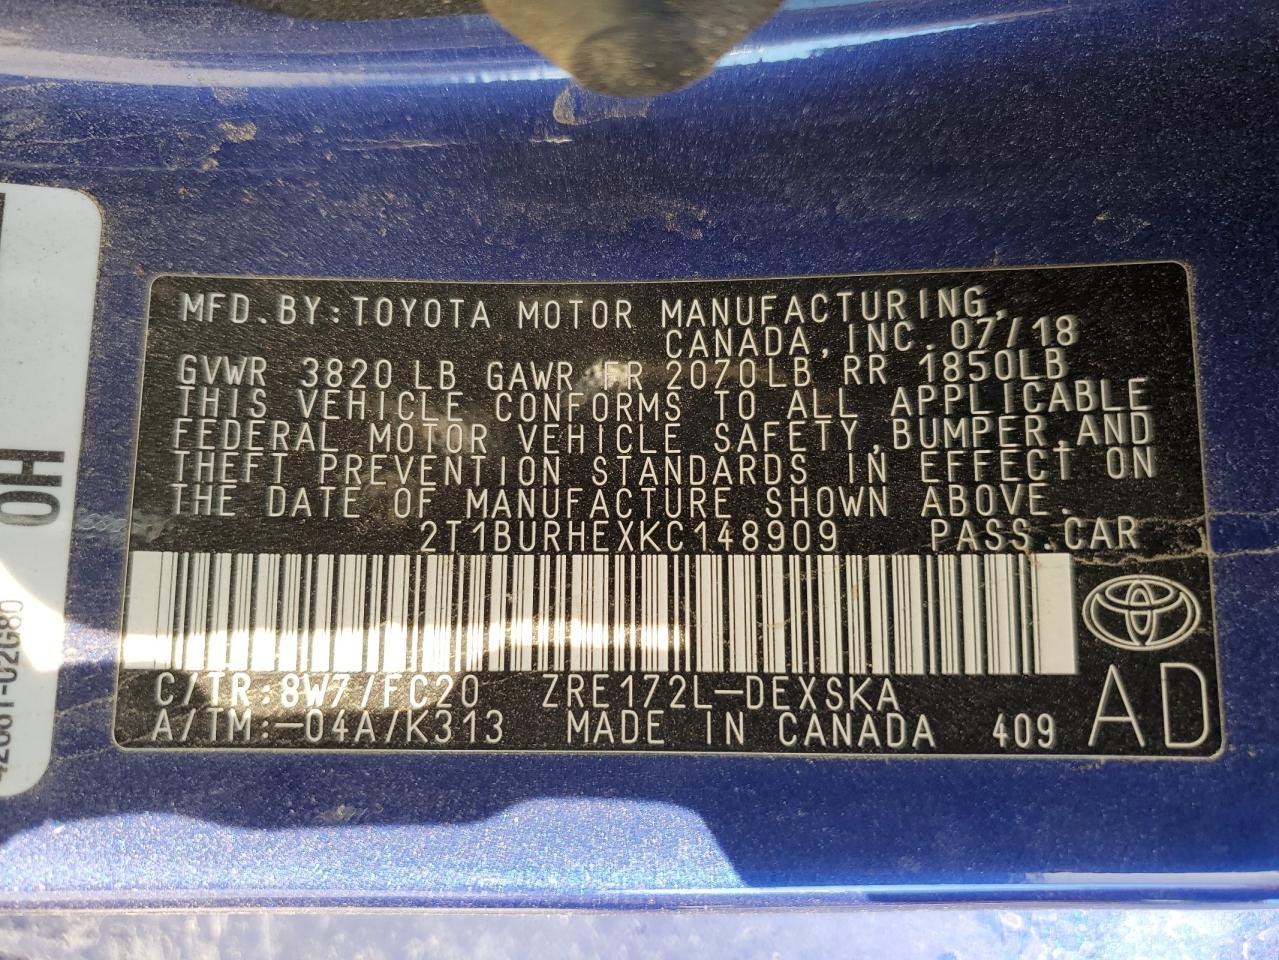 MFD.BY:TOYOTA MOTOR MANUFACTURING,
CANADA,INC.07/18
GVWR 3820 LB GAWR FR 2070LB RR 1850LB
THIS VEHICLE CONFORMS TO ALL APPLICABLE
FEDERAL MOTOR VEHICLE SAFETY,BUMPER,AND
THEFT PREVENTION STANDARDS IN EFFECT ON
THE DATE OF MANUFACTURE SHOWN ABOVE.
2T1BURHEXKC148909 PASS.CAR
C/TR:8W7/FC20 ZRE172L-DEXSKA
A/TM:-04A/K313 MADE IN CANADA 409
AD
OH